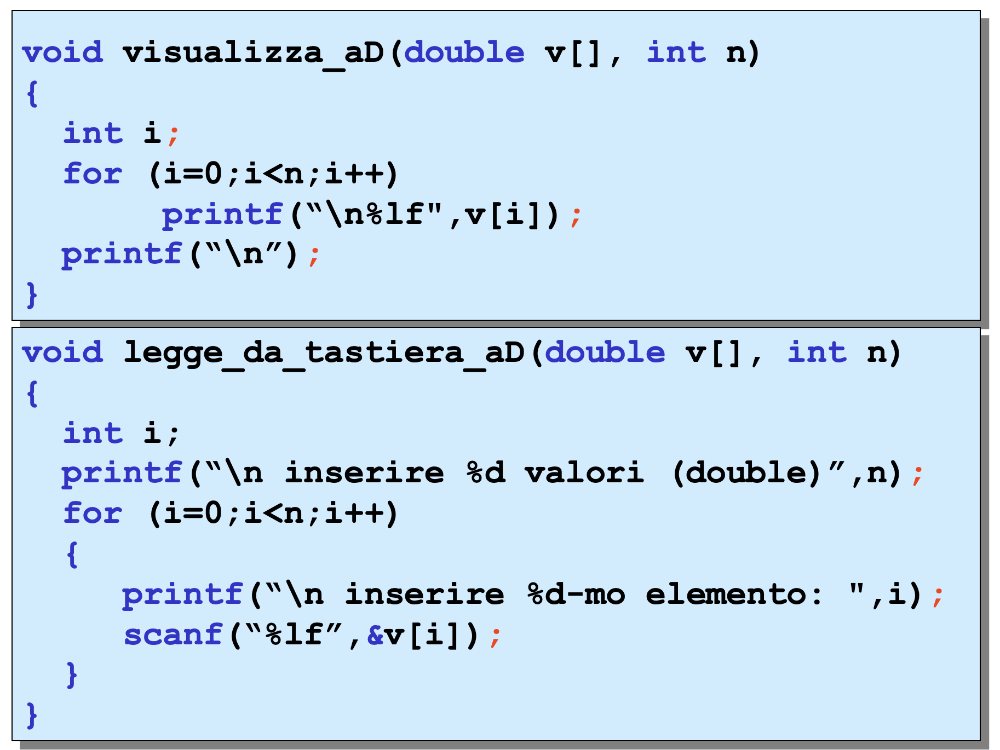 void visualizza_aD(double v[], int n)
{
int i;
for (i=0;i<n;i++)
printf(“\n%lf",v[i]);
printf(“\n”);
}
void legge_da_tastiera_aD(double v[], int n)
{
int i;
printf(“\n inserire %d valori (double)”,n);
for (i=0;i<n;i++)
{
printf(“\n inserire %d-mo elemento: ",i);
scanf(“%lf”,&v[i]);
}
}